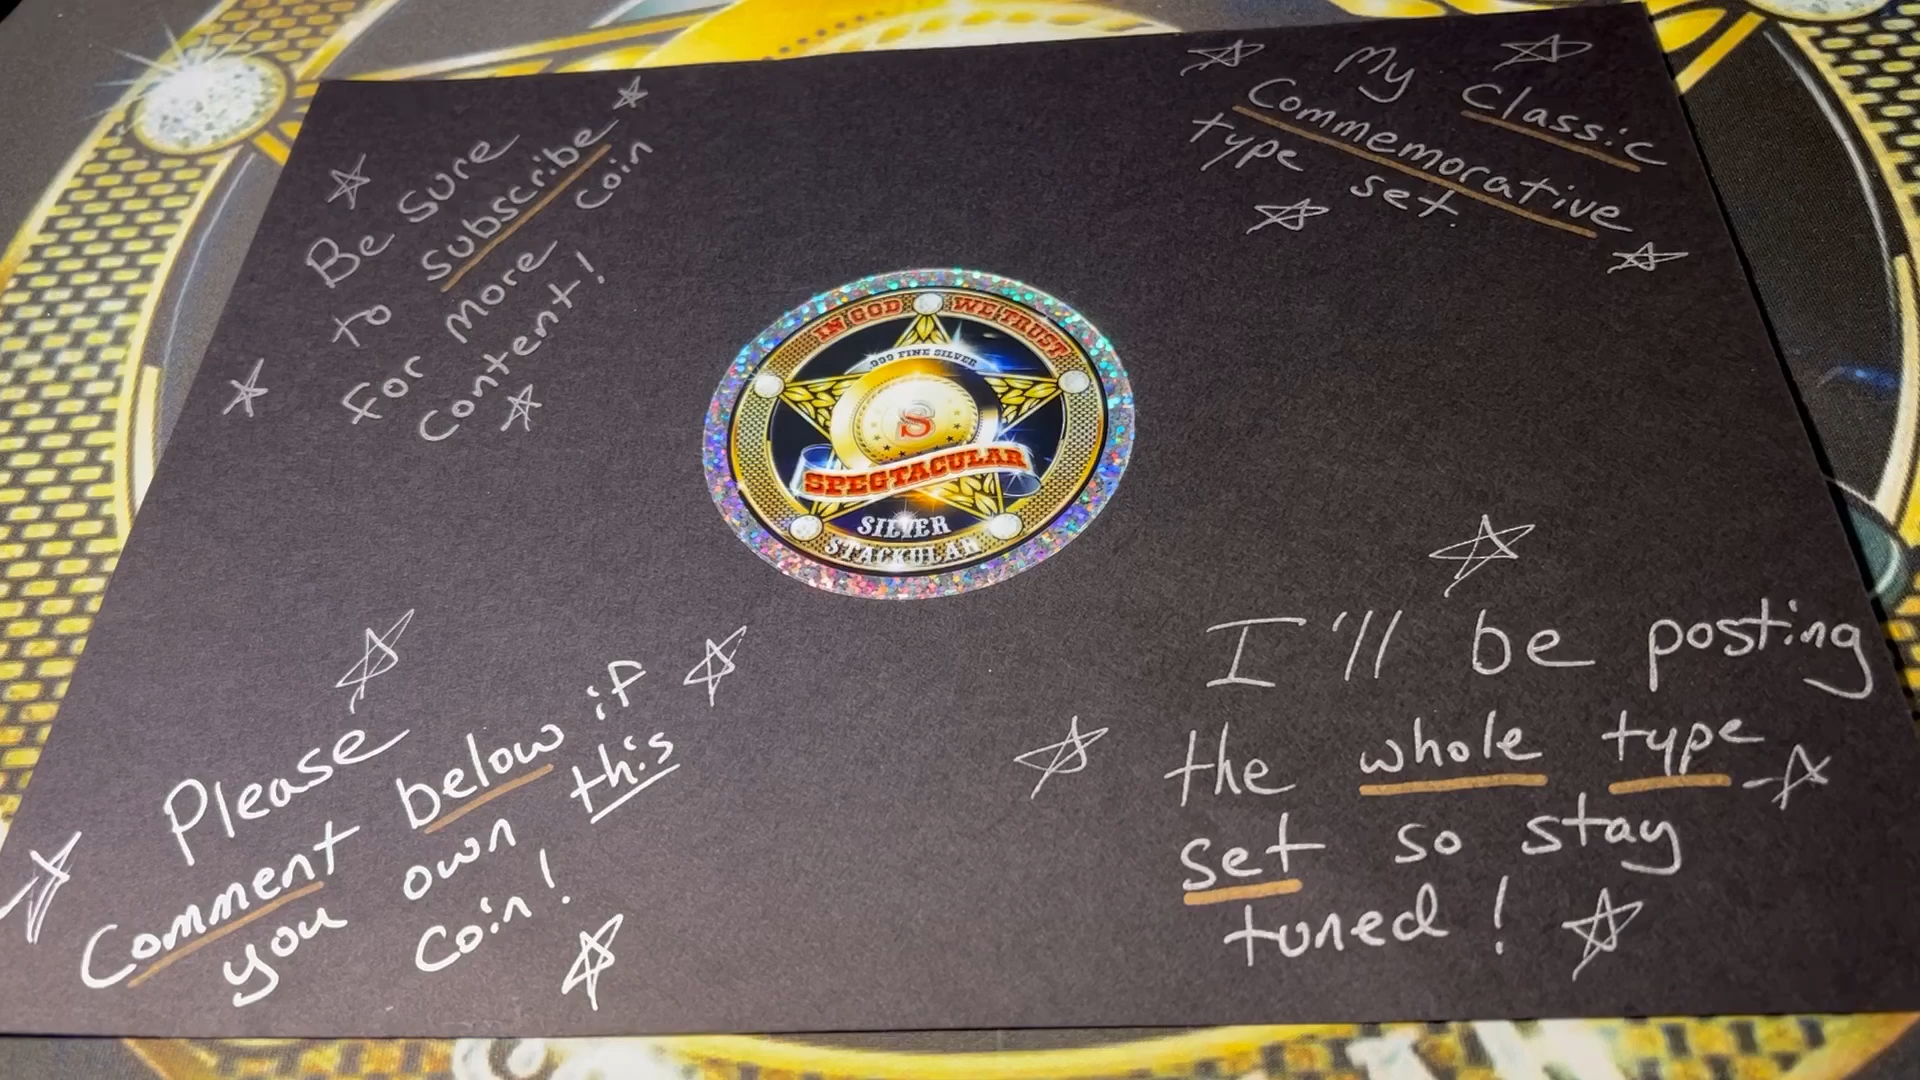 Be sure
to subscribe
for more coin
content!
My Classic
Commemorative
type set.
IN GOD WE TRUST
.999 FINE SILVER
S
SPEGTACULAR
SILVER
STACKULAR
Please
Comment below if
you own this
coin!
I'll be posting
the whole type
set so stay
tuned!